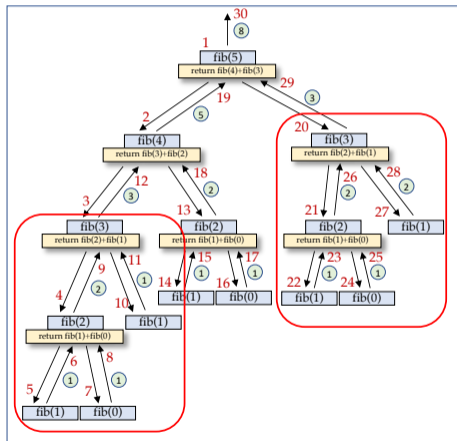 30
1 8
fib(5)
return fib(4)+fib(3)
29
2 19 3
5 20
fib(4) fib(3)
return fib(3)+fib(2) return fib(2)+fib(1)
12 18 26 28
3 3 2 2 2
13 21 27
fib(3) fib(2) fib(2) fib(1)
return fib(2)+fib(1) return fib(1)+fib(0) return fib(1)+fib(0)
9 11 15 17 23 25
4 2 10 1 14 1 16 1 22 1 24 1
fib(1) fib(0) fib(1) fib(0)
fib(2) fib(1)
return fib(1)+fib(0)
6 8
5 1 7 1
fib(1) fib(0)